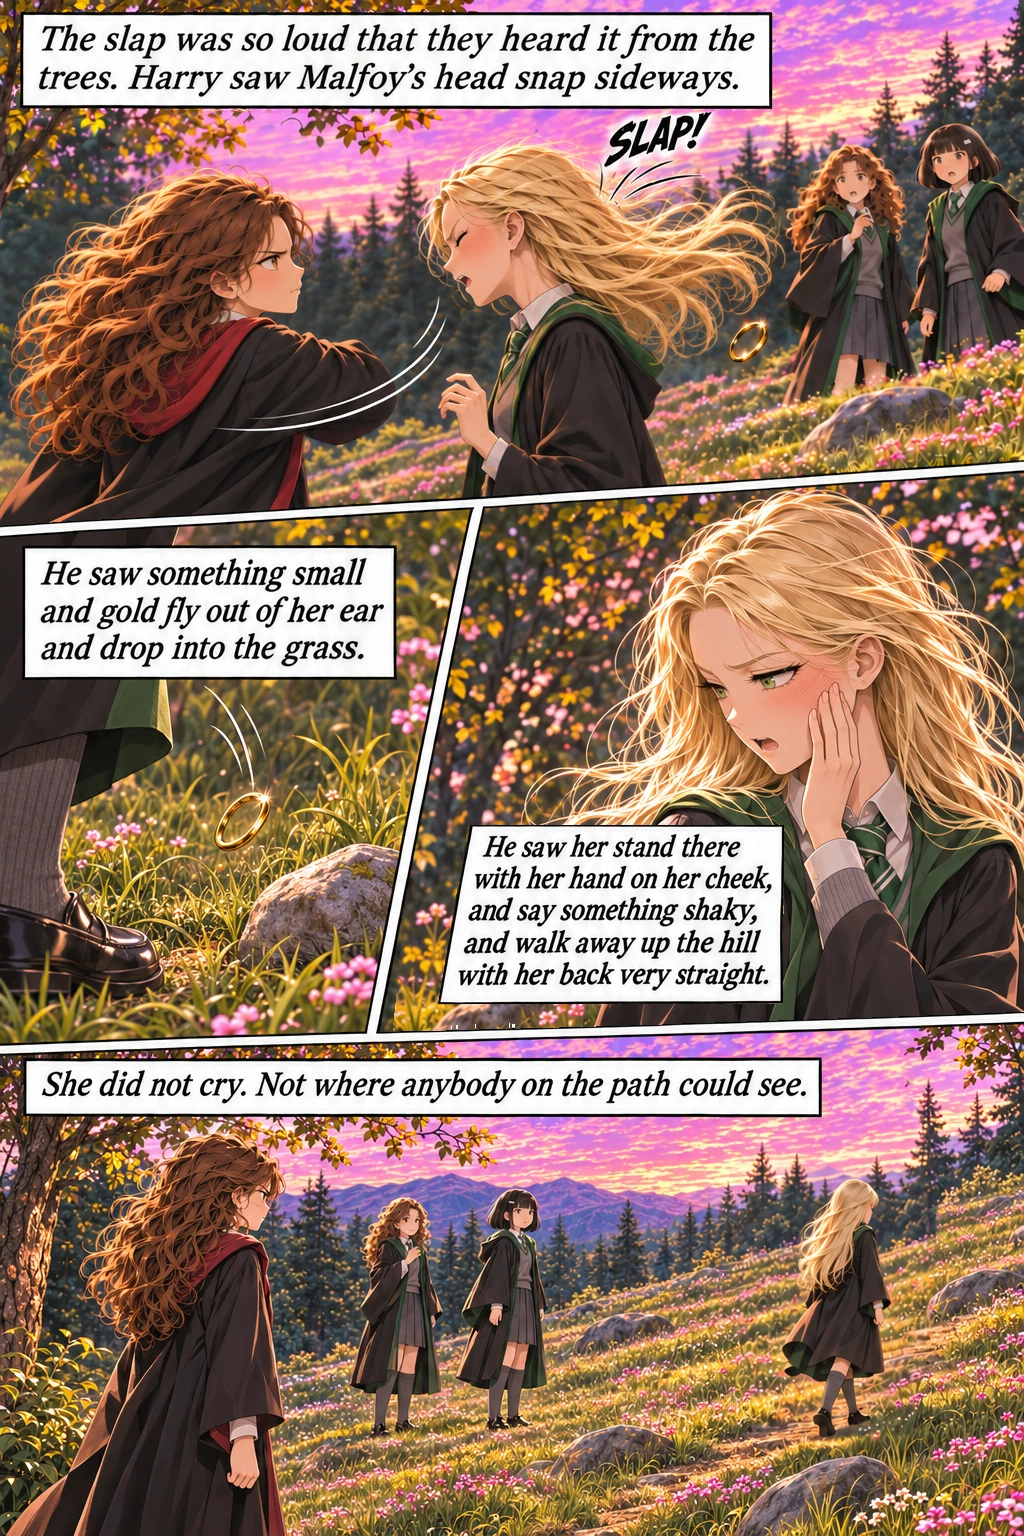 The slap was so loud that they heard it from the
trees. Harry saw Malfoy's head snap sideways.
SLAP!
He saw something small
and gold fly out of her ear
and drop into the grass.
He saw her stand there
with her hand on her cheek,
and say something shaky,
and walk away up the hill
with her back very straight.
She did not cry. Not where anybody on the path could see.